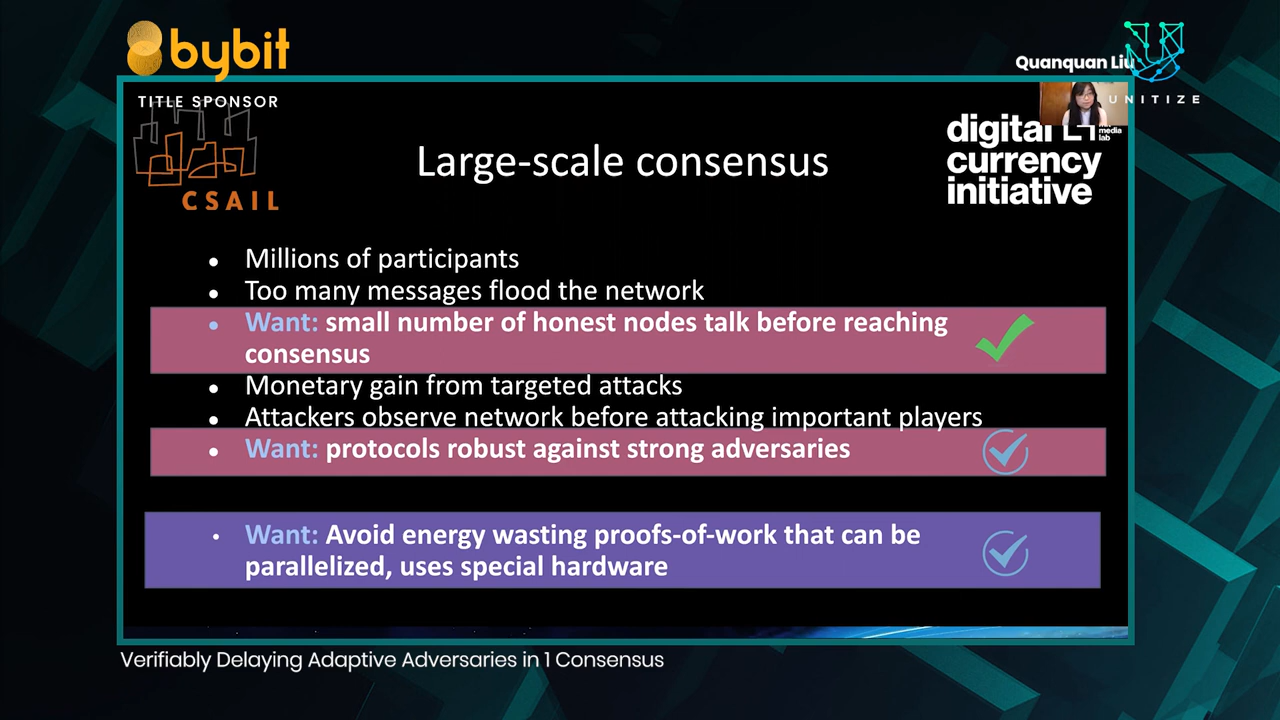 bybit
TITLE SPONSOR
Quanquan Liu
UNITIZE
CSAIL
digital
currency
initiative
media
lab
Large-scale consensus
• Millions of participants
• Too many messages flood the network
• Want: small number of honest nodes talk before reaching
consensus
• Monetary gain from targeted attacks
• Attackers observe network before attacking important players
• Want: protocols robust against strong adversaries
• Want: Avoid energy wasting proofs-of-work that can be
parallelized, uses special hardware
Verifiably Delaying Adaptive Adversaries in 1 Consensus